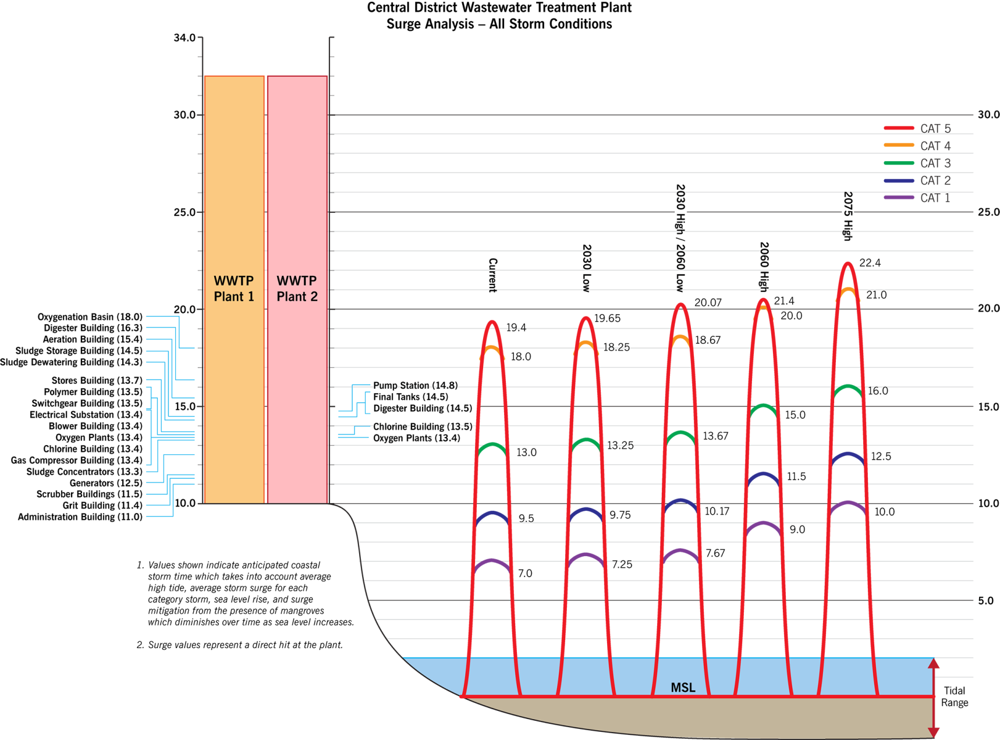 Central District Wastewater Treatment Plant
Surge Analysis – All Storm Conditions
34.0
30.0
25.0
20.0
15.0
10.0
WWTP
Plant 1
WWTP
Plant 2
Oxygenation Basin (18.0)
Digester Building (16.3)
Aeration Building (15.4)
Sludge Storage Building (14.5)
Sludge Dewatering Building (14.3)
Stores Building (13.7)
Polymer Building (13.5)
Switchgear Building (13.5)
Electrical Substation (13.4)
Blower Building (13.4)
Oxygen Plants (13.4)
Chlorine Building (13.4)
Gas Compressor Building (13.4)
Sludge Concentrators (13.3)
Generators (12.5)
Scrubber Buildings (11.5)
Grit Building (11.4)
Administration Building (11.0)
Pump Station (14.8)
Final Tanks (14.5)
Digester Building (14.5)
Chlorine Building (13.5)
Oxygen Plants (13.4)
Current
19.4
18.0
13.0
9.5
7.0
2030 Low
19.65
18.25
13.25
9.75
7.25
2030 High / 2060 Low
20.07
18.67
13.67
10.17
7.67
2060 High
21.4
20.0
15.0
11.5
9.0
2075 High
22.4
21.0
16.0
12.5
10.0
CAT 5
CAT 4
CAT 3
CAT 2
CAT 1
30.0
25.0
20.0
15.0
10.0
5.0
MSL
Tidal
Range
1. Values shown indicate anticipated coastal
storm time which takes into account average
high tide, average storm surge for each
category storm, sea level rise, and surge
mitigation from the presence of mangroves
which diminishes over time as sea level increases.
2. Surge values represent a direct hit at the plant.